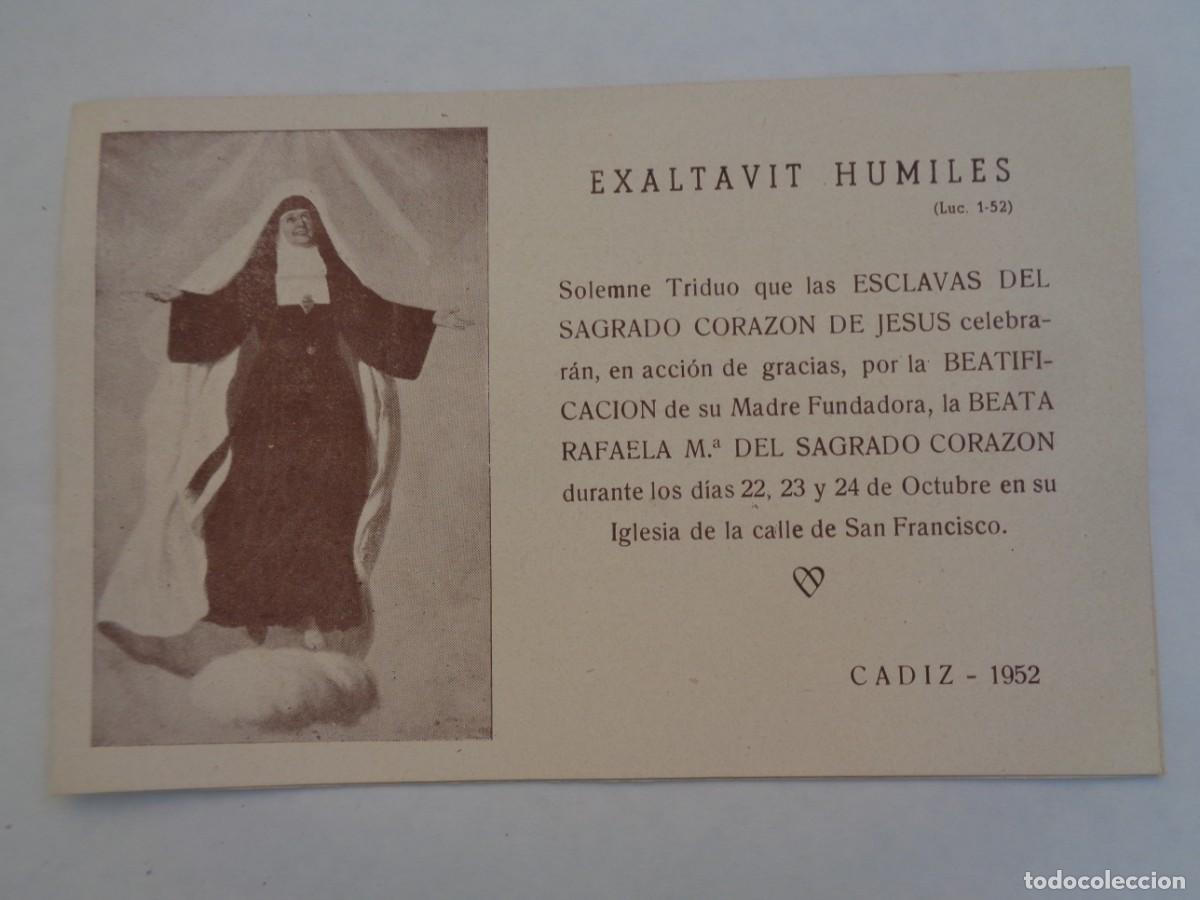 EXALTAVIT HUMILES
(Luc. 1-52)
Solemne Triduo que las ESCLAVAS DEL
SAGRADO CORAZON DE JESUS celebra-
rán, en acción de gracias, por la BEATIFI-
CACION de su Madre Fundadora, la BEATA
RAFAELA M.ª DEL SAGRADO CORAZON
durante los días 22, 23 y 24 de Octubre en su
Iglesia de la calle de San Francisco.
CADIZ - 1952
todocoleccion